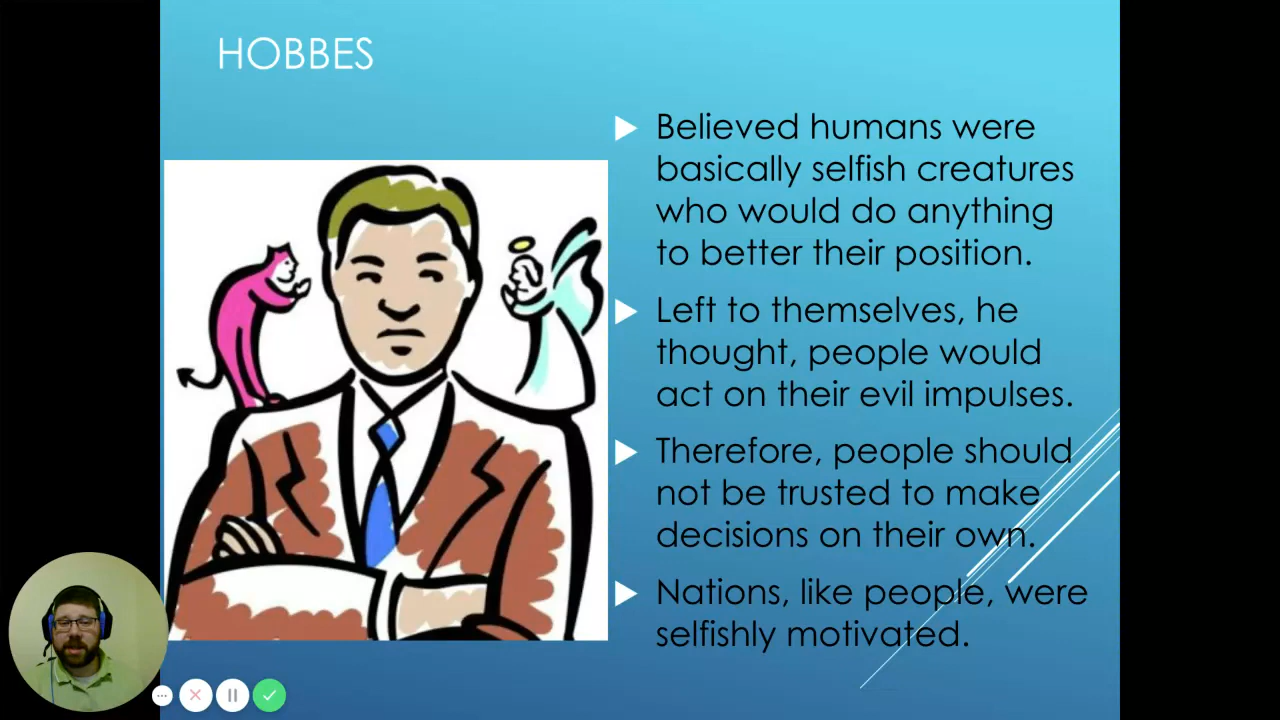 HOBBES
Believed humans were
basically selfish creatures
who would do anything
to better their position.
Left to themselves, he
thought, people would
act on their evil impulses.
Therefore, people should
not be trusted to make
decisions on their own.
Nations, like people, were
selfishly motivated.